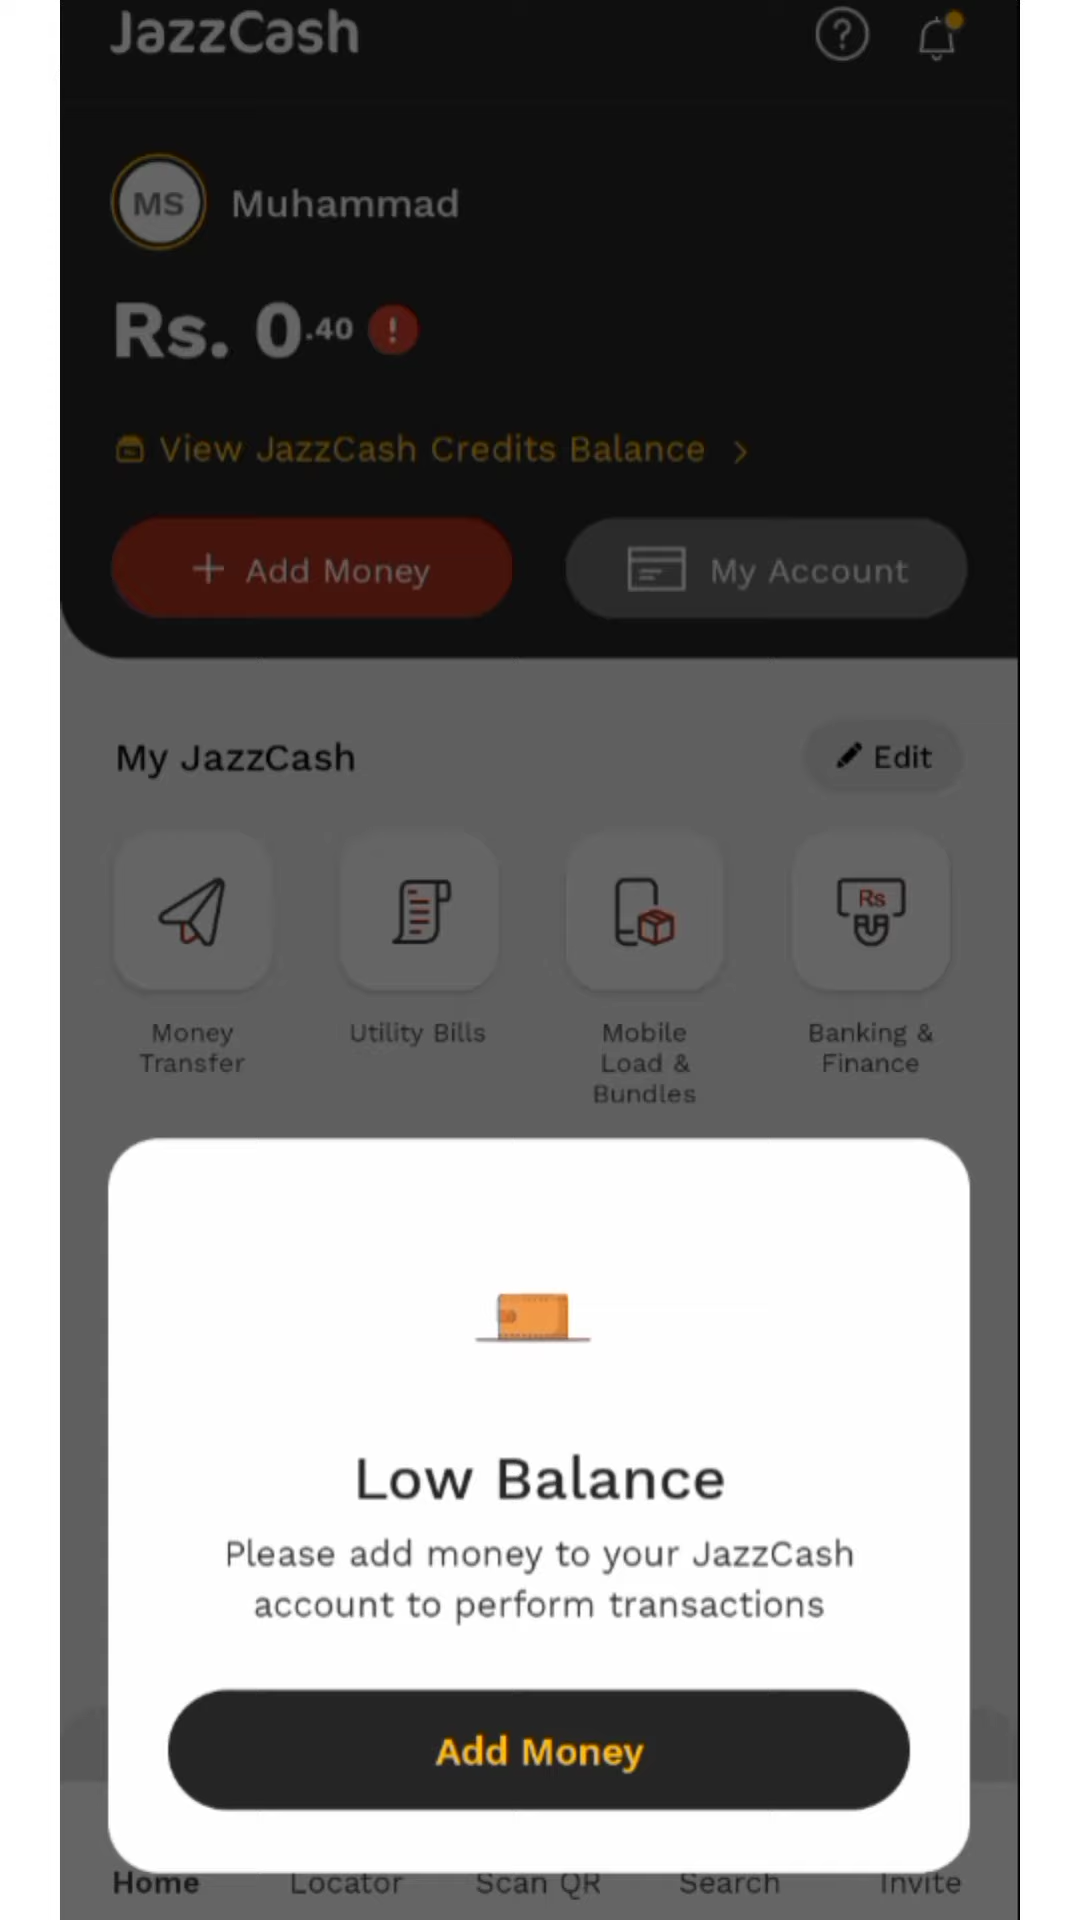 JazzCash
MS
Muhammad
Rs. 0.40
View JazzCash Credits Balance
+ Add Money
My Account
My JazzCash
Edit
Rs
Money
Transfer
Utility Bills
Mobile
Load &
Bundles
Banking &
Finance
Low Balance
Please add money to your JazzCash
account to perform transactions
Add Money
Home
Locator
Scan QR
Search
Invite